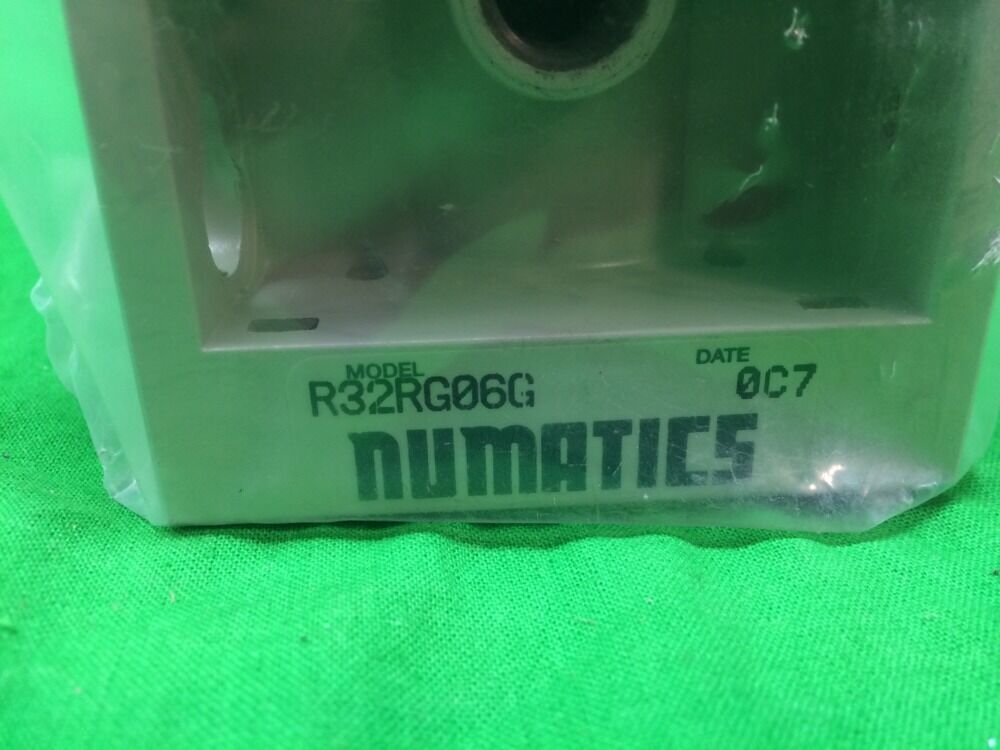 MODEL DATE
R32RG06G 0C7
NUMATICS